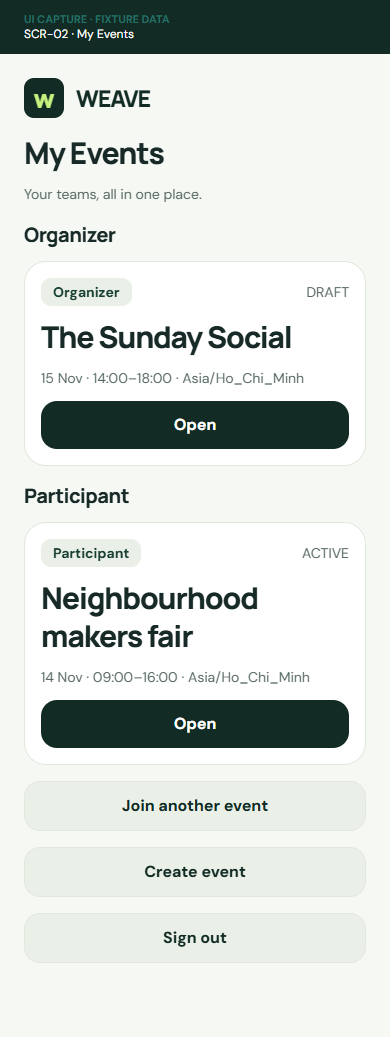 UI CAPTURE · FIXTURE DATA
SCR-02 · My Events
w WEAVE
My Events
Your teams, all in one place.
Organizer
Organizer DRAFT
The Sunday Social
15 Nov · 14:00–18:00 · Asia/Ho_Chi_Minh
Open
Participant
Participant ACTIVE
Neighbourhood
makers fair
14 Nov · 09:00–16:00 · Asia/Ho_Chi_Minh
Open
Join another event
Create event
Sign out